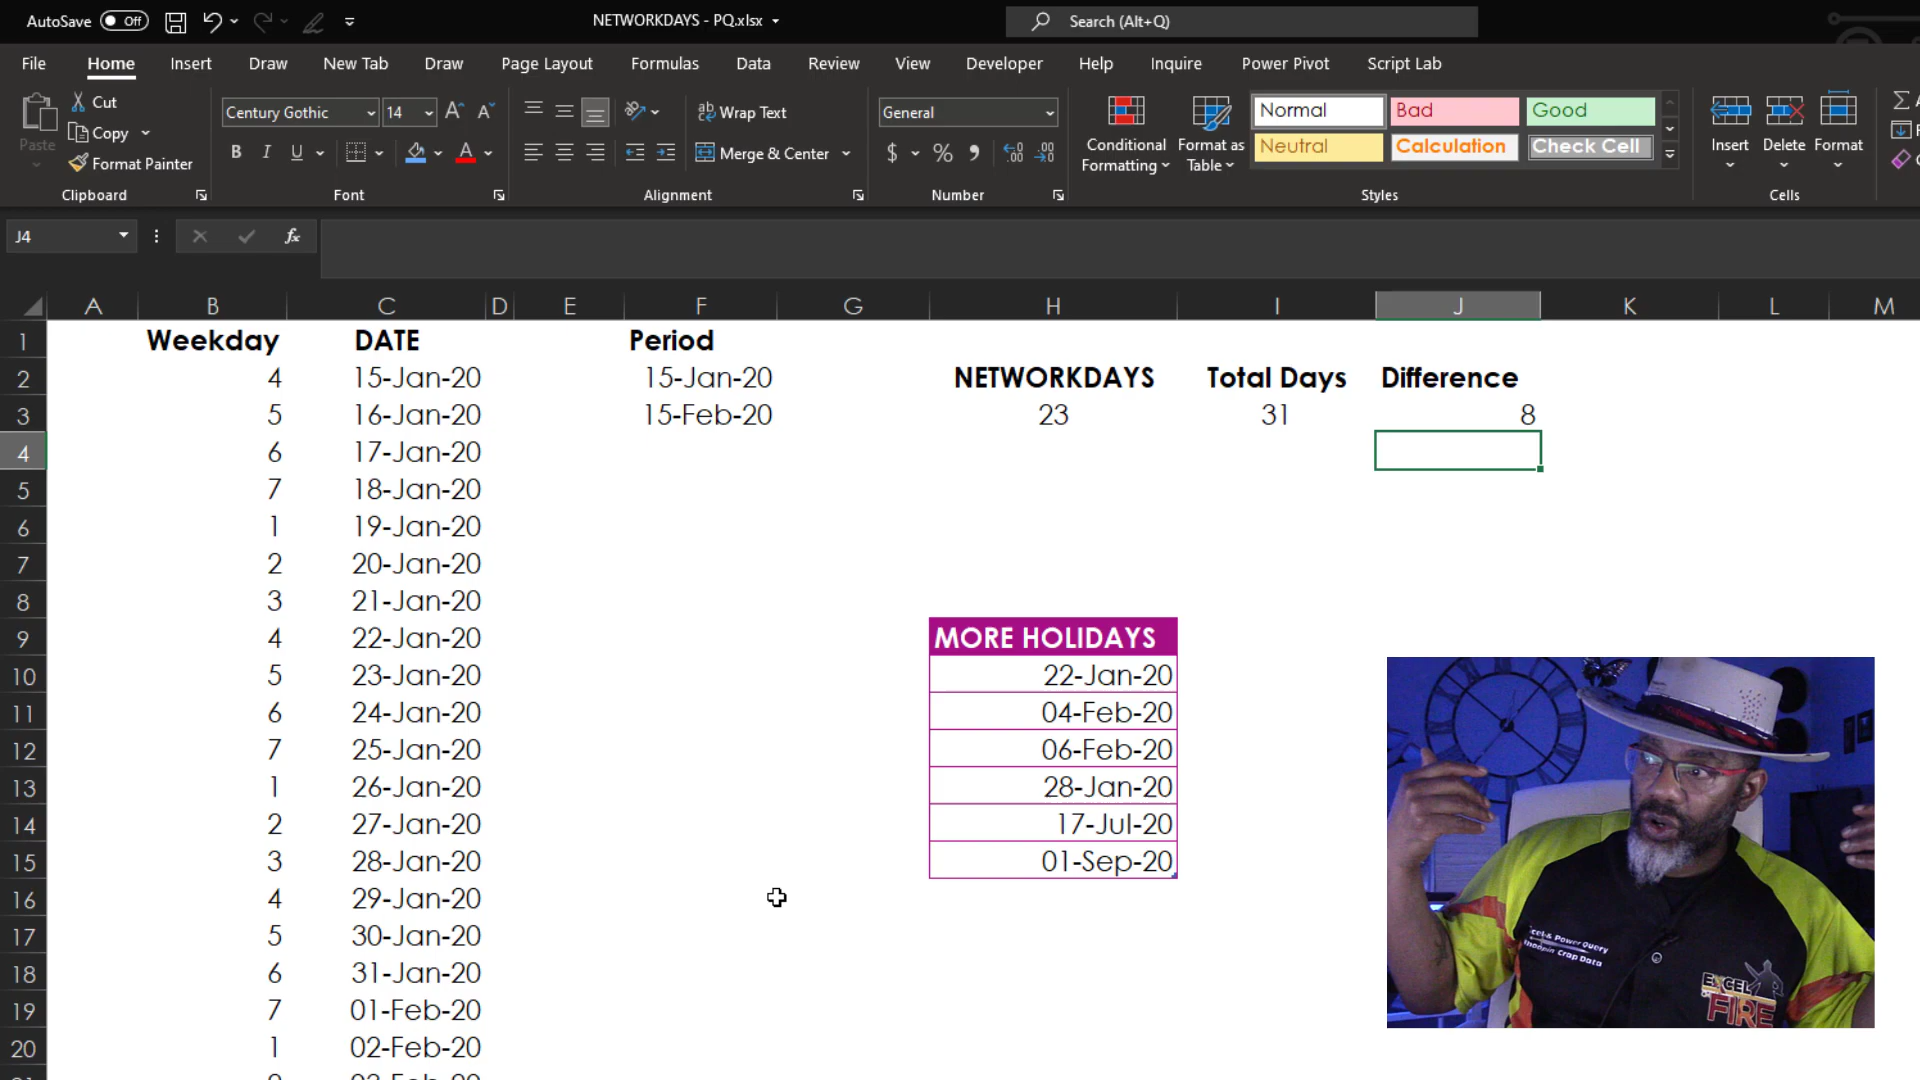 AutoSave Off NETWORKDAYS - PQ.xlsx Search (Alt+Q)
File Home Insert Draw New Tab Draw Page Layout Formulas Data Review View Developer Help Inquire Power Pivot Script Lab
Paste Cut Copy Format Painter
Clipboard
Century Gothic 14
B I U
Font
Wrap Text
Merge & Center
Alignment
General
$ %
Number
Conditional Formatting
Format as Table
Normal Bad Good
Neutral Calculation Check Cell
Styles
Insert Delete Format
Cells
J4 fx
A B C D E F G H I J K L M
1 Weekday DATE Period
2 4 15-Jan-20 15-Jan-20 NETWORKDAYS Total Days Difference
3 5 16-Jan-20 15-Feb-20 23 31 8
4 6 17-Jan-20
5 7 18-Jan-20
6 1 19-Jan-20
7 2 20-Jan-20
8 3 21-Jan-20
9 4 22-Jan-20 MORE HOLIDAYS
10 5 23-Jan-20 22-Jan-20
11 6 24-Jan-20 04-Feb-20
12 7 25-Jan-20 06-Feb-20
13 1 26-Jan-20 28-Jan-20
14 2 27-Jan-20 17-Jul-20
15 3 28-Jan-20 01-Sep-20
16 4 29-Jan-20
17 5 30-Jan-20
18 6 31-Jan-20
19 7 01-Feb-20
20 1 02-Feb-20
Power Query
Crap Data
EXCEL
FIRE